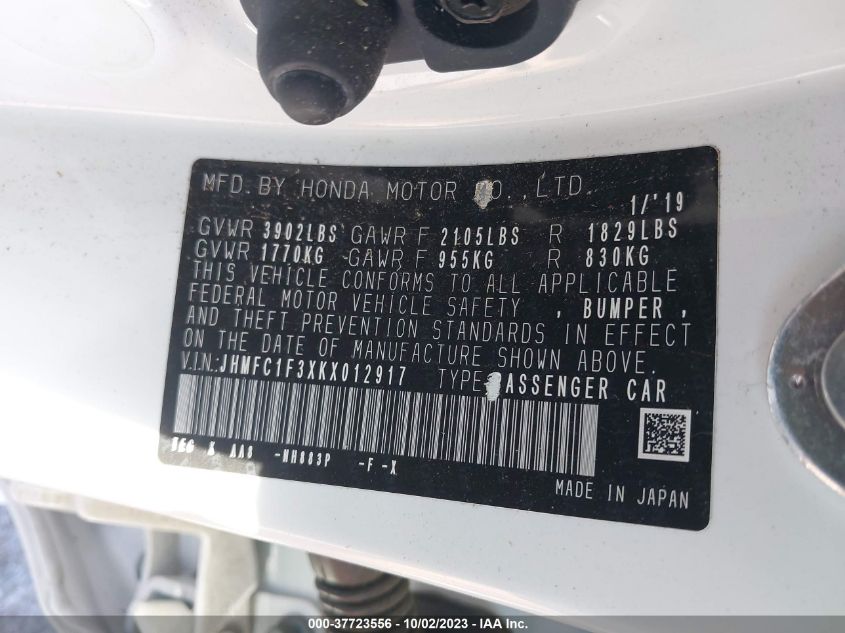 MFD. BY HONDA MOTOR CO., LTD. 1/'19
GVWR 3902LBS GAWR F 2105LBS R 1829LBS
GVWR 1770KG GAWR F 955KG R 830KG
THIS VEHICLE CONFORMS TO ALL APPLICABLE
FEDERAL MOTOR VEHICLE SAFETY , BUMPER ,
AND THEFT PREVENTION STANDARDS IN EFFECT
ON THE DATE OF MANUFACTURE SHOWN ABOVE.
V.I.N.: JHMFC1F3XKX012917 TYPE: PASSENGER CAR
AA8 -NH883P -F -X
MADE IN JAPAN
000-37723556 - 10/02/2023 - IAA Inc.